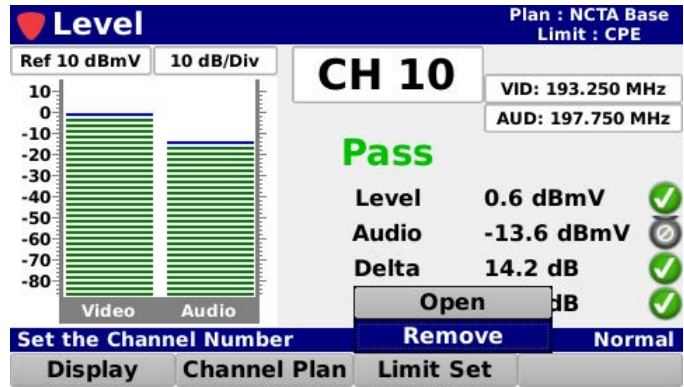 Level
Plan : NCTA Base
Limit : CPE
Ref 10 dBmV
10 dB/Div
CH 10
VID: 193.250 MHz
AUD: 197.750 MHz
10
0
-10
-20
-30
-40
-50
-60
-70
-80
Video
Audio
Pass
Level 0.6 dBmV
Audio -13.6 dBmV
Delta 14.2 dB
dB
Open
Remove
Set the Channel Number
Normal
Display
Channel Plan
Limit Set